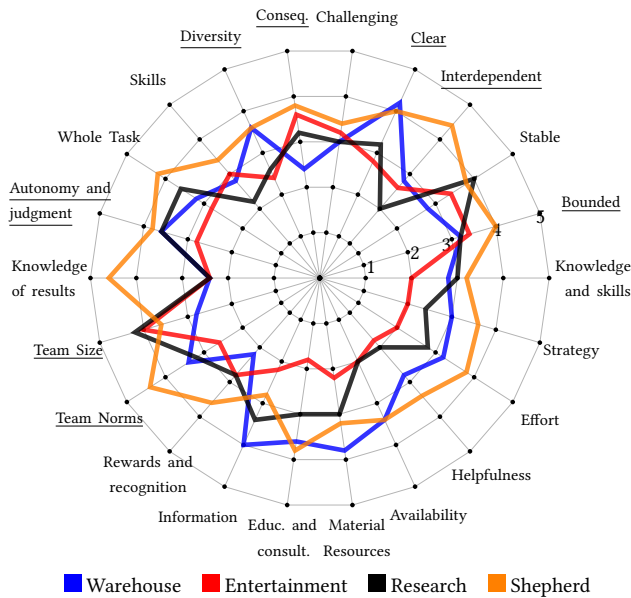 Conseq. Challenging
Diversity
Clear
Skills
Interdependent
Whole Task
Stable
Autonomy and
judgment
Bounded
5
4
3
2
1
Knowledge
of results
Knowledge
and skills
Team Size
Strategy
Team Norms
Effort
Rewards and
recognition
Helpfulness
Information
Availability
Educ. and
consult.
Material
Resources
Warehouse Entertainment Research Shepherd